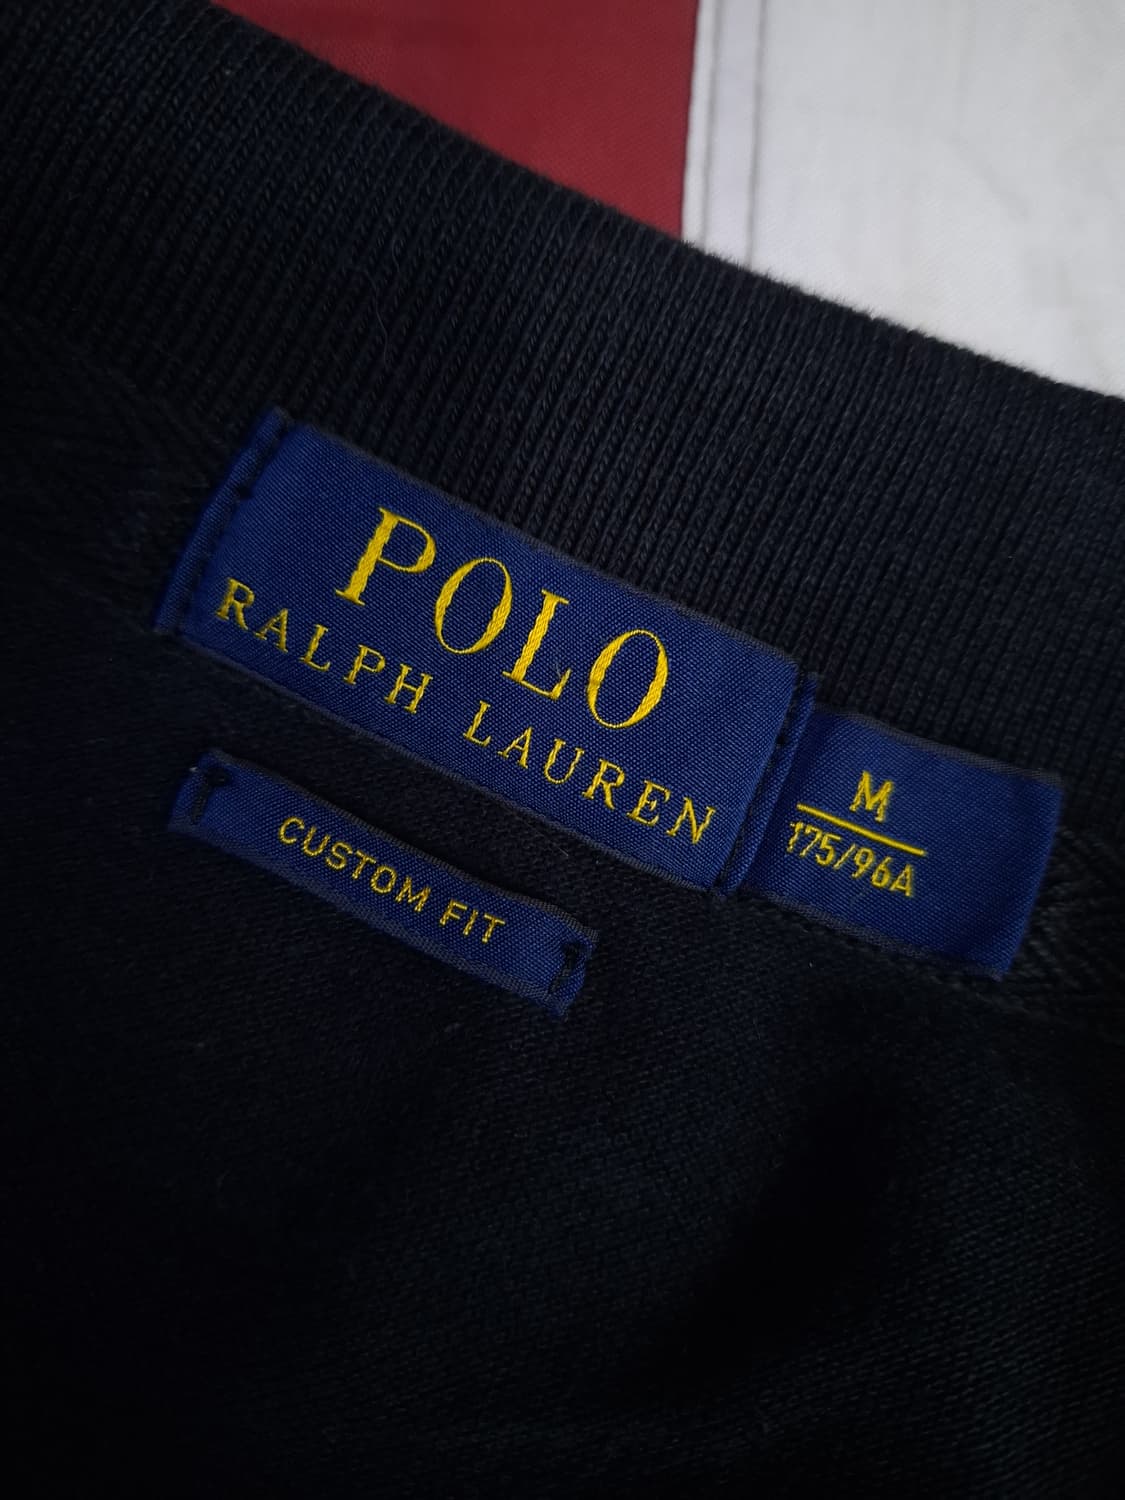 POLO
RALPH LAUREN
M
175/96A
CUSTOM FIT